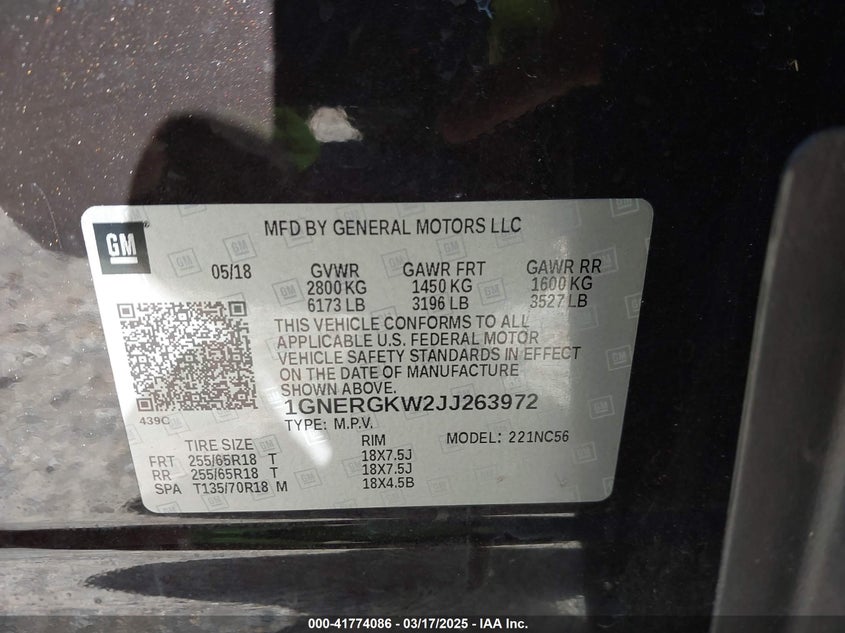 GM
MFD BY GENERAL MOTORS LLC
05/18 GVWR GAWR FRT GAWR RR
2800 KG 1450 KG 1600 KG
6173 LB 3196 LB 3527 LB
THIS VEHICLE CONFORMS TO ALL
APPLICABLE U.S. FEDERAL MOTOR
VEHICLE SAFETY STANDARDS IN EFFECT
ON THE DATE OF MANUFACTURE
SHOWN ABOVE.
1GNERGKW2JJ263972
439C
TYPE: M.P.V.
TIRE SIZE RIM MODEL: 221NC56
FRT 255/65R18 T 18X7.5J
RR 255/65R18 T 18X7.5J
SPA T135/70R18 M 18X4.5B
000-41774086 - 03/17/2025 - IAA Inc.